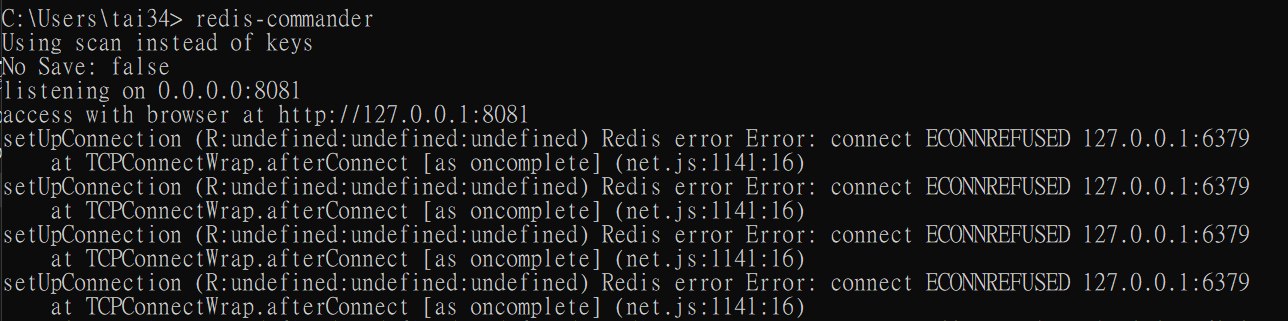 C:\Users\tai34> redis-commander
Using scan instead of keys
No Save: false
listening on 0.0.0.0:8081
access with browser at http://127.0.0.1:8081
setUpConnection (R:undefined:undefined:undefined) Redis error Error: connect ECONNREFUSED 127.0.0.1:6379
    at TCPConnectWrap.afterConnect [as oncomplete] (net.js:1141:16)
setUpConnection (R:undefined:undefined:undefined) Redis error Error: connect ECONNREFUSED 127.0.0.1:6379
    at TCPConnectWrap.afterConnect [as oncomplete] (net.js:1141:16)
setUpConnection (R:undefined:undefined:undefined) Redis error Error: connect ECONNREFUSED 127.0.0.1:6379
    at TCPConnectWrap.afterConnect [as oncomplete] (net.js:1141:16)
setUpConnection (R:undefined:undefined:undefined) Redis error Error: connect ECONNREFUSED 127.0.0.1:6379
    at TCPConnectWrap.afterConnect [as oncomplete] (net.js:1141:16)